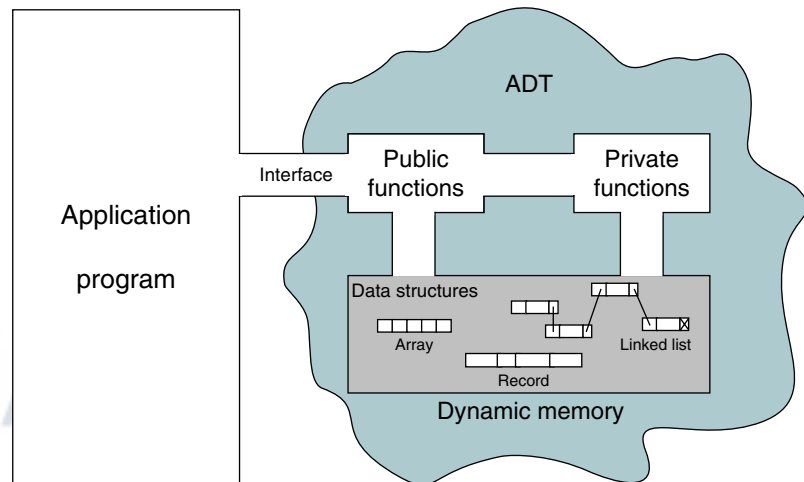 ADT
Application
program
Interface
Public
functions
Private
functions
Data structures
Array
Linked list
Record
Dynamic memory